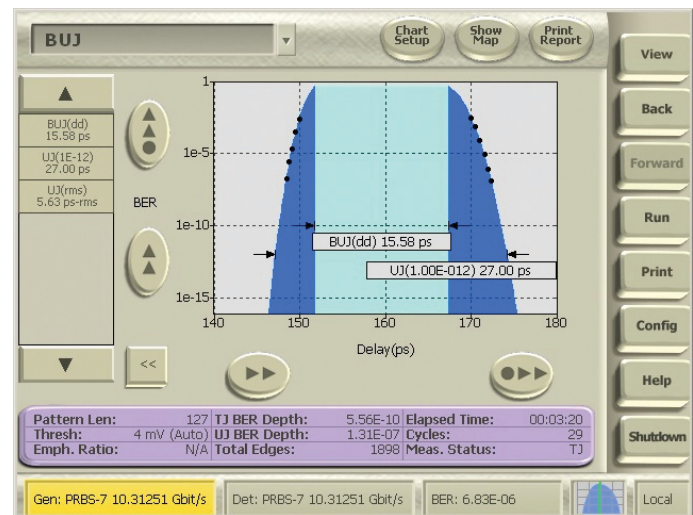 BUJ
Chart Setup
Show Map
Print Report
View
Back
Forward
Run
Print
Config
Help
Shutdown
BUJ(dd)
15.58 ps
UJ(1E-12)
27.00 ps
UJ(rms)
5.63 ps-rms
BER
<<
1
1e-5
1e-10
1e-15
BUJ(dd) 15.58 ps
UJ(1.00E-012) 27.00 ps
140 150 160 170 180
Delay(ps)
Pattern Len: 127 TJ BER Depth: 5.56E-10 Elapsed Time: 00:03:20
Thresh: 4 mV (Auto) UJ BER Depth: 1.31E-07 Cycles: 29
Emph. Ratio: N/A Total Edges: 1898 Meas. Status: TJ
Gen: PRBS-7 10.31251 Gbit/s Det: PRBS-7 10.31251 Gbit/s BER: 6.83E-06 Local